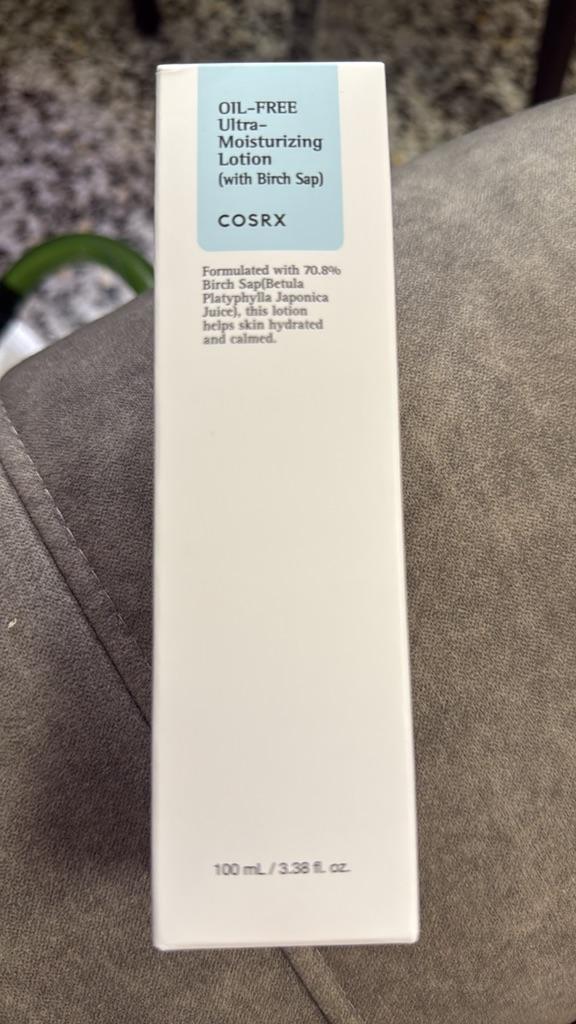 OIL-FREE
Ultra-
Moisturizing
Lotion
(with Birch Sap)
COSRX
Formulated with 70.8%
Birch Sap(Betula
Platyphylla Japonica
Juice), this lotion
helps skin hydrated
and calmed.
100 mL / 3.38 fl. oz.